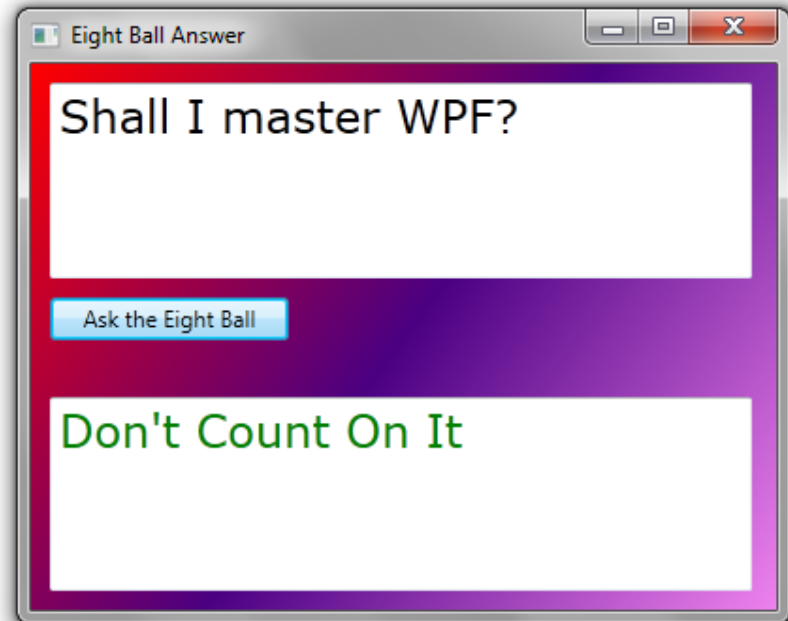 Eight Ball Answer
Shall I master WPF?
Ask the Eight Ball
Don't Count On It